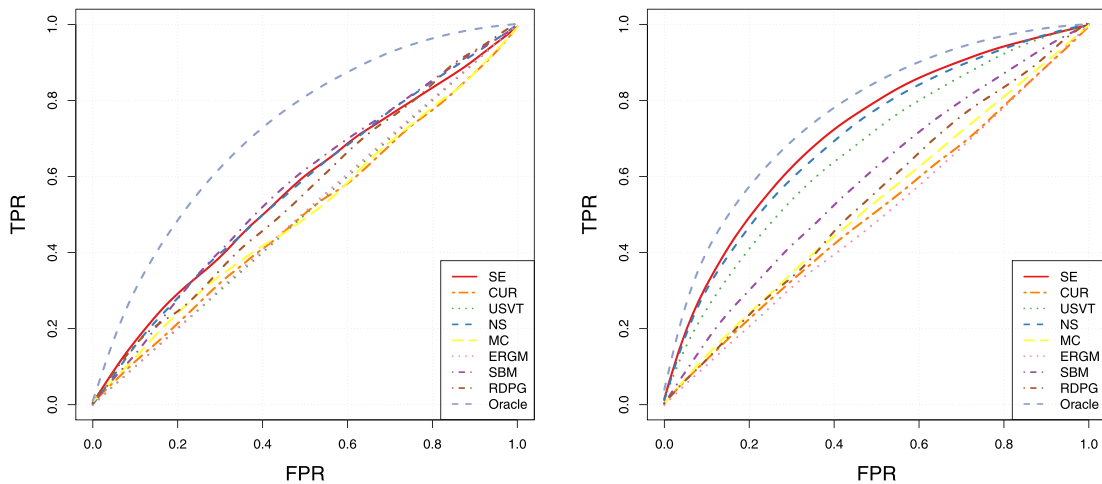 1.0
0.8
0.6
0.4
0.2
0.0
TPR
0.0 0.2 0.4 0.6 0.8 1.0
FPR
SE
CUR
USVT
NS
MC
ERGM
SBM
RDPG
Oracle
1.0
0.8
0.6
0.4
0.2
0.0
TPR
0.0 0.2 0.4 0.6 0.8 1.0
FPR
SE
CUR
USVT
NS
MC
ERGM
SBM
RDPG
Oracle